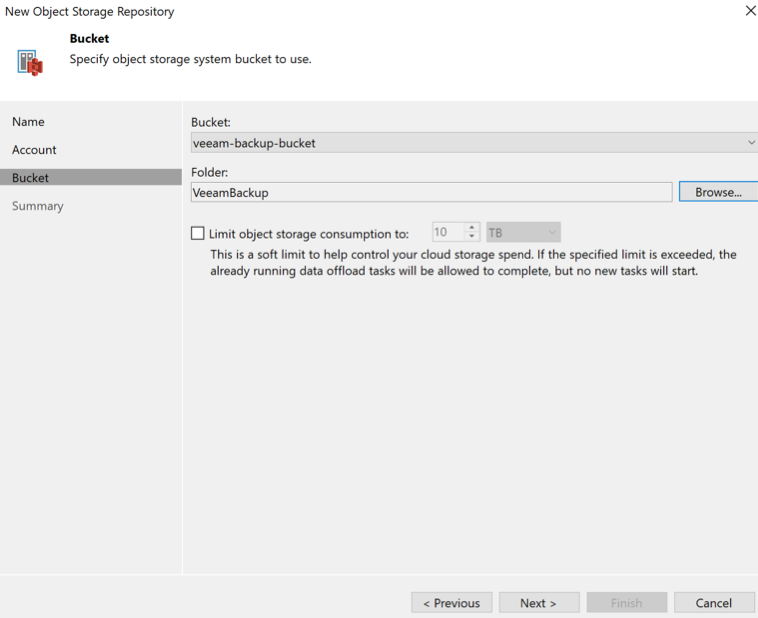 New Object Storage Repository
Bucket
Specify object storage system bucket to use.
Name
Account
Bucket
Summary
Bucket:
veeam-backup-bucket
Folder:
VeeamBackup
Browse...
Limit object storage consumption to: 10 TB
This is a soft limit to help control your cloud storage spend. If the specified limit is exceeded, the
already running data offload tasks will be allowed to complete, but no new tasks will start.
< Previous Next > Finish Cancel